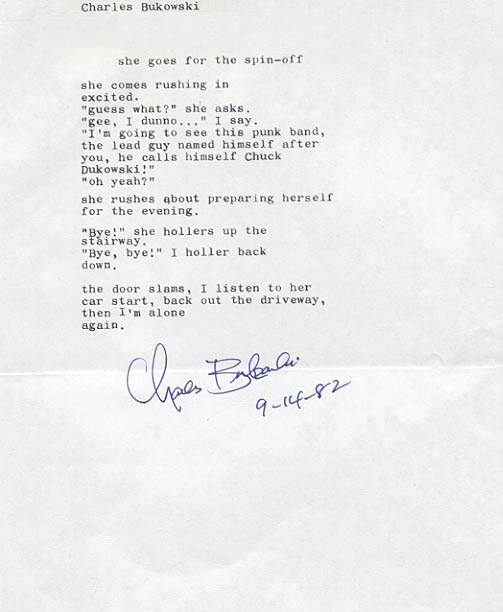 Charles Bukowski
she goes for the spin-off
she comes rushing in
excited.
"guess what?" she asks.
"gee, I dunno..." I say.
"I'm going to see this punk band,
the lead guy named himself after
you, he calls himself Chuck
Dukowski!"
"oh yeah?"
she rushes about preparing herself
for the evening.
"Bye!" she hollers up the
stairway.
"Bye, bye!" I holler back
down.
the door slams, I listen to her
car start, back out the driveway,
then I'm alone
again.
Charles Bukowski
9-14-82